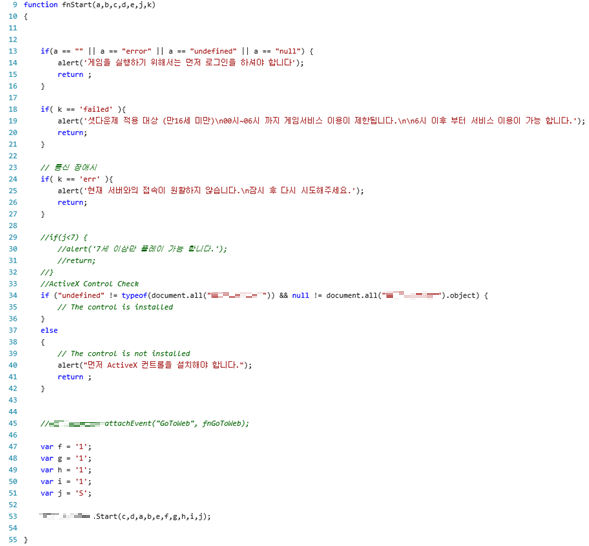 9 function fnStart(a,b,c,d,e,j,k)
10 {
11
12
13 if(a == "" || a == "error" || a == "undefined" || a == "null") {
14 alert('게임을 실행하기 위해서는 먼저 로그인을 하셔야 합니다');
15 return ;
16 }
17
18 if( k == 'failed' ){
19 alert('셧다운제 적용 대상 (만16세 미만)\n00시~06시 까지 게임서비스 이용이 제한됩니다.\n\n6시 이후 부터 서비스 이용이 가능 합니다.');
20 return;
21 }
22
23 // 통신 장애시
24 if( k == 'err' ){
25 alert('현재 서버와의 접속이 원활하지 않습니다.\n잠시 후 다시 시도해주세요.');
26 return;
27 }
28
29 //if(j<7) {
30 //alert('7세 이상만 플레이 가능 합니다.');
31 //return;
32 //}
33 //ActiveX Control Check
34 if ("undefined" != typeof(document.all("")) && null != document.all("").object) {
35 // The control is installed
36 }
37 else
38 {
39 // The control is not installed
40 alert("먼저 ActiveX 컨트롤을 설치해야 합니다.");
41 return ;
42 }
43
44
45 // attachEvent("GoToWeb", fnGoToWeb);
46
47 var f = '1';
48 var g = '1';
49 var h = '1';
50 var i = '1';
51 var j = 'S';
52
53 .Start(c,d,a,b,e,f,g,h,i,j);
54
55 }